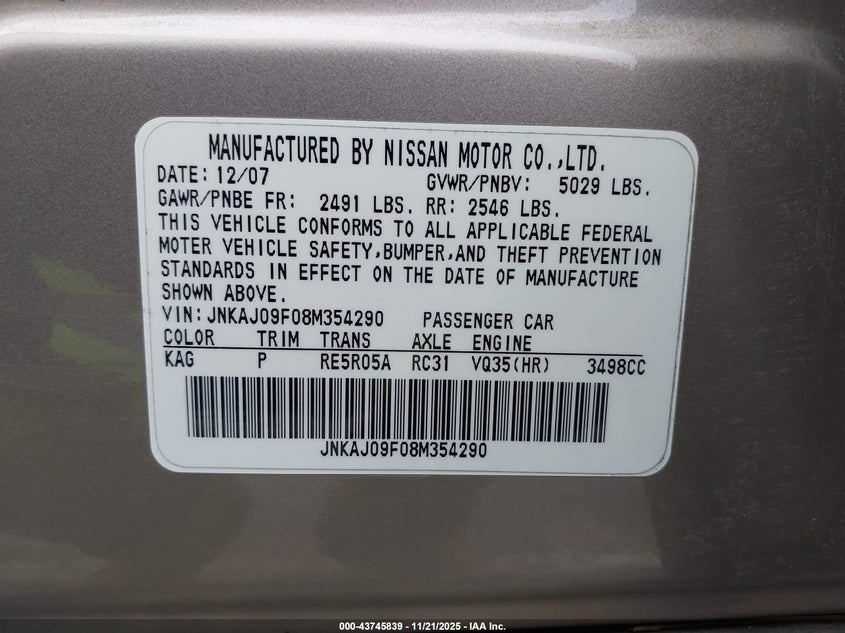 MANUFACTURED BY NISSAN MOTOR CO.,LTD.
DATE: 12/07 GVWR/PNBV: 5029 LBS.
GAWR/PNBE FR: 2491 LBS. RR: 2546 LBS.
THIS VEHICLE CONFORMS TO ALL APPLICABLE FEDERAL
MOTER VEHICLE SAFETY,BUMPER,AND THEFT PREVENTION
STANDARDS IN EFFECT ON THE DATE OF MANUFACTURE
SHOWN ABOVE.
VIN: JNKAJ09F08M354290 PASSENGER CAR
COLOR TRIM TRANS AXLE ENGINE
KAG P RE5R05A RC31 VQ35(HR) 3498CC
JNKAJ09F08M354290
000-43745839 - 11/21/2025 - IAA Inc.